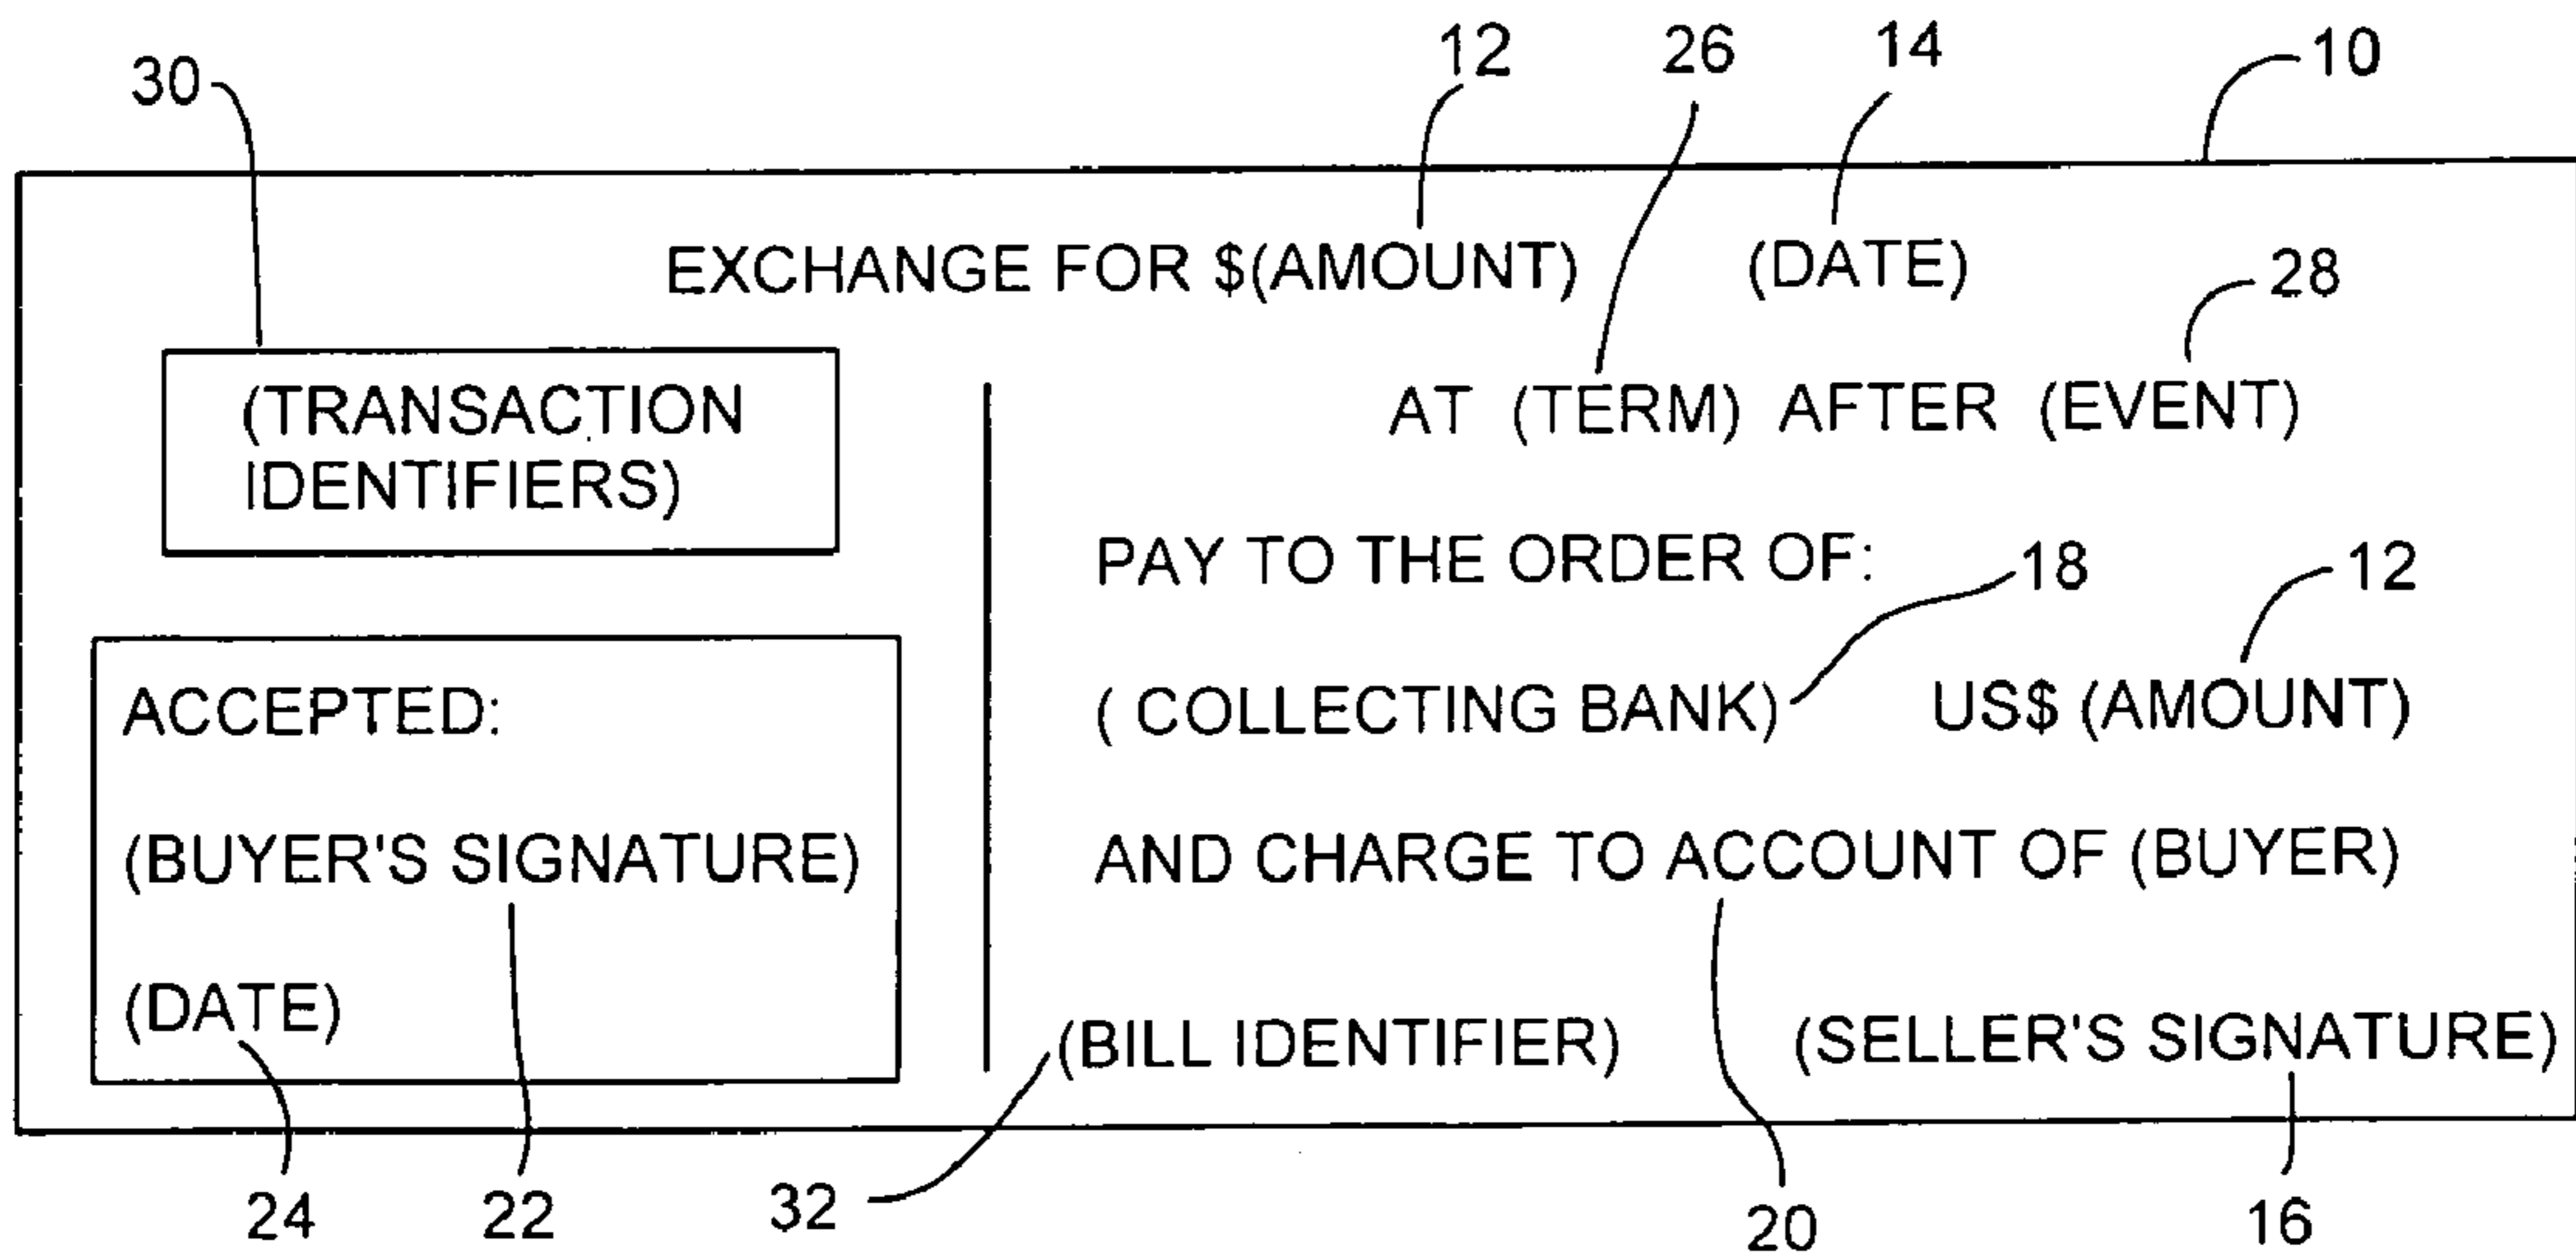 30 12 26 14 10
EXCHANGE FOR $(AMOUNT) (DATE)
28
(TRANSACTION
IDENTIFIERS)
AT (TERM) AFTER (EVENT)
PAY TO THE ORDER OF:
18 12
( COLLECTING BANK) US$ (AMOUNT)
AND CHARGE TO ACCOUNT OF (BUYER)
(BILL IDENTIFIER) (SELLER'S SIGNATURE)
ACCEPTED:
(BUYER'S SIGNATURE)
(DATE)
24 22 32 20 16